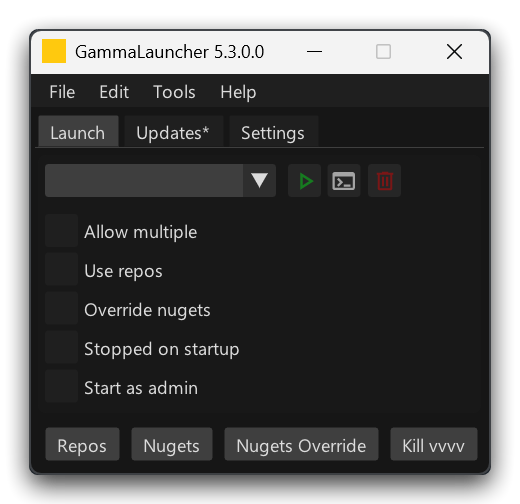 GammaLauncher 5.3.0.0
File Edit Tools Help
Launch Updates* Settings
Allow multiple
Use repos
Override nugets
Stopped on startup
Start as admin
Repos Nugets Nugets Override Kill vvvv